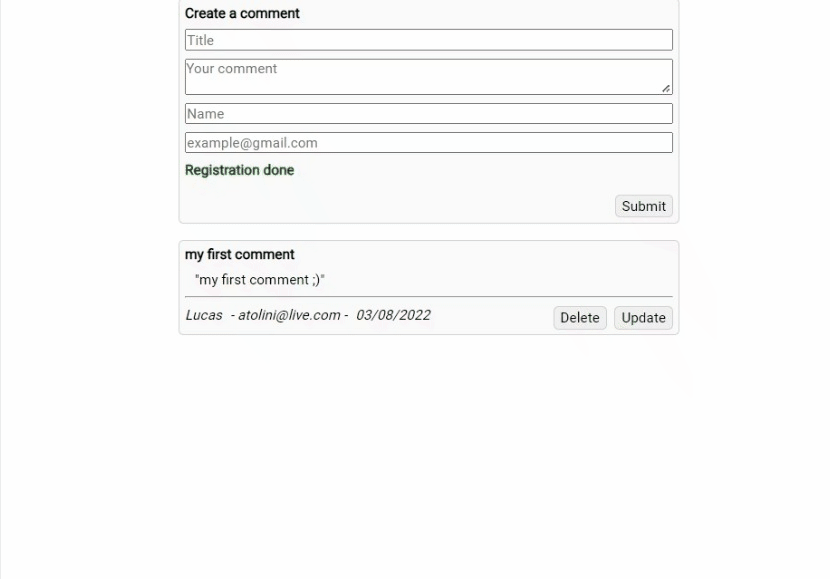 Create a comment
Title
Your comment
Name
example@gmail.com
Registration done
Submit
my first comment
"my first comment ;)"
Lucas - atolini@live.com - 03/08/2022 Delete Update